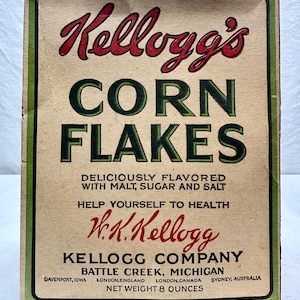 Kellogg's
CORN
FLAKES
DELICIOUSLY FLAVORED
WITH MALT, SUGAR AND SALT
HELP YOURSELF TO HEALTH
W.K. Kellogg
KELLOGG COMPANY
BATTLE CREEK, MICHIGAN
DAVENPORT, IOWA LONDON, ENGLAND LONDON, CANADA SYDNEY, AUSTRALIA
NET WEIGHT 8 OUNCES